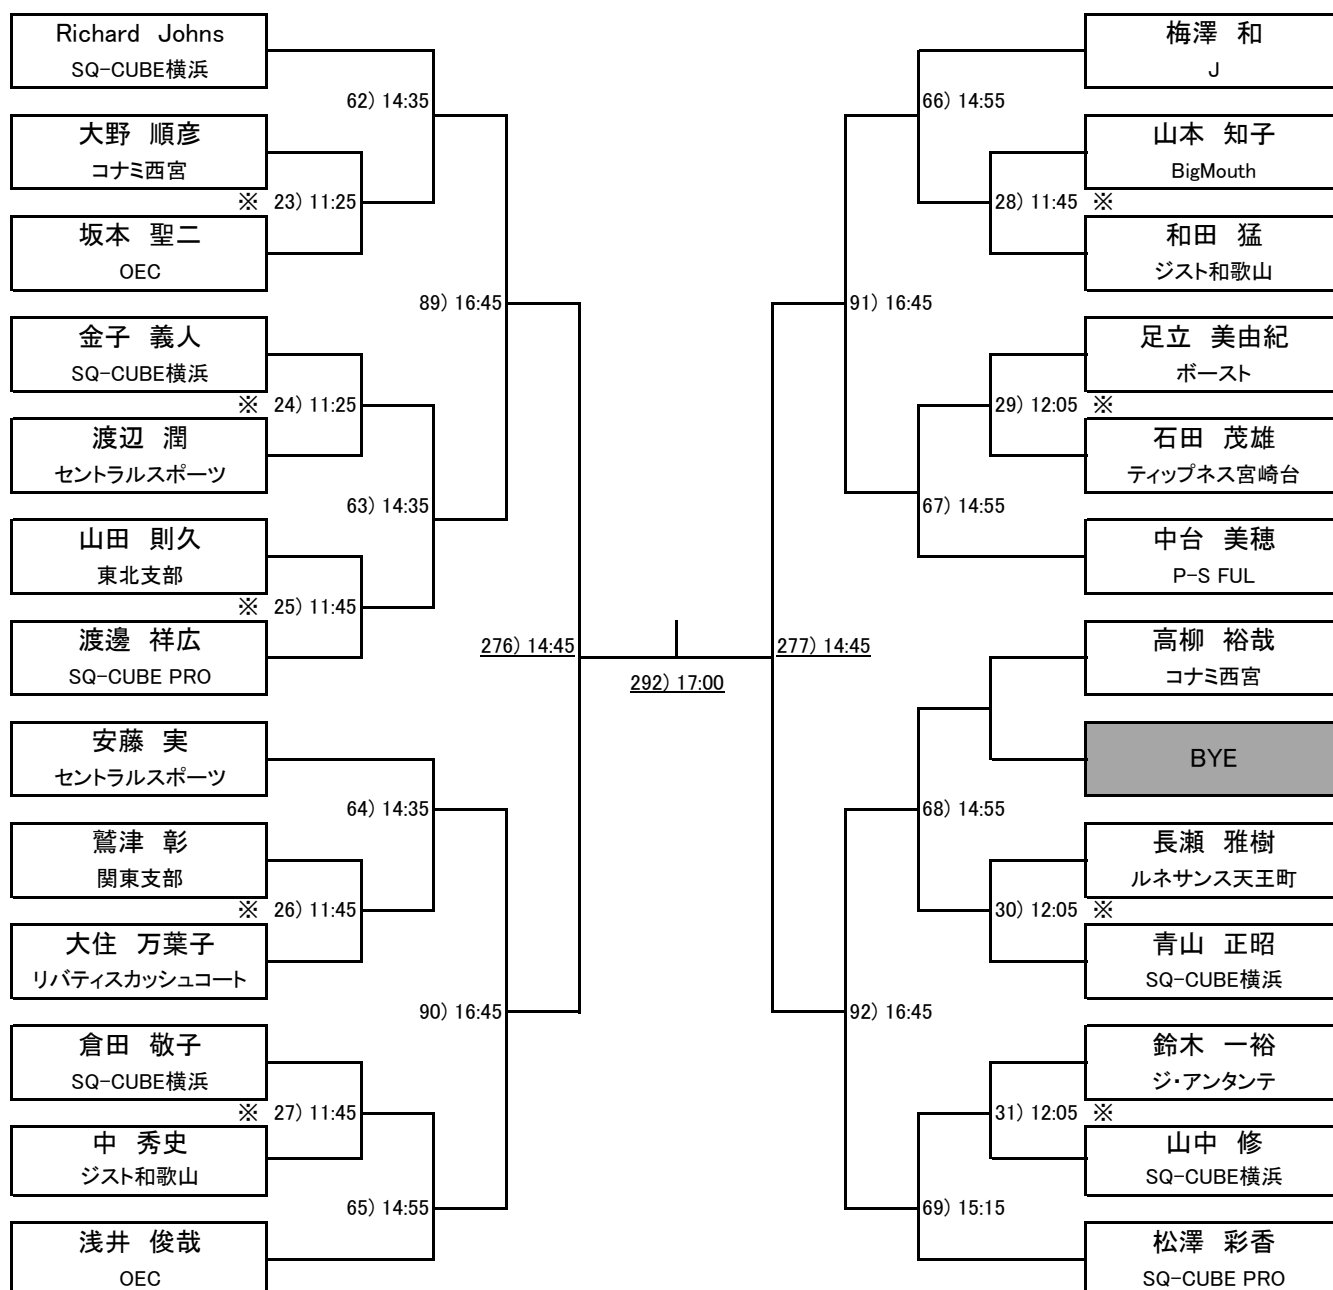 Richard Johns
SQ-CUBE横浜
62) 14:35
大野 順彦
コナミ西宮
※ 23) 11:25
坂本 聖二
OEC
89) 16:45
金子 義人
SQ-CUBE横浜
※ 24) 11:25
渡辺 潤
セントラルスポーツ
63) 14:35
山田 則久
東北支部
※ 25) 11:45
渡邊 祥広
SQ-CUBE PRO
276) 14:45
安藤 実
セントラルスポーツ
64) 14:35
鷲津 彰
関東支部
※ 26) 11:45
大住 万葉子
リバティスカッシュコート
90) 16:45
倉田 敬子
SQ-CUBE横浜
※ 27) 11:45
中 秀史
ジスト和歌山
65) 14:55
浅井 俊哉
OEC
292) 17:00
梅澤 和
J
66) 14:55
山本 知子
BigMouth
28) 11:45 ※
和田 猛
ジスト和歌山
91) 16:45
足立 美由紀
ボースト
29) 12:05 ※
石田 茂雄
ティップネス宮崎台
67) 14:55
中台 美穂
P-S FUL
277) 14:45
高柳 裕哉
コナミ西宮
BYE
68) 14:55
長瀬 雅樹
ルネサンス天王町
30) 12:05 ※
青山 正昭
SQ-CUBE横浜
92) 16:45
鈴木 一裕
ジ・アンタンテ
31) 12:05 ※
山中 修
SQ-CUBE横浜
69) 15:15
松澤 彩香
SQ-CUBE PRO